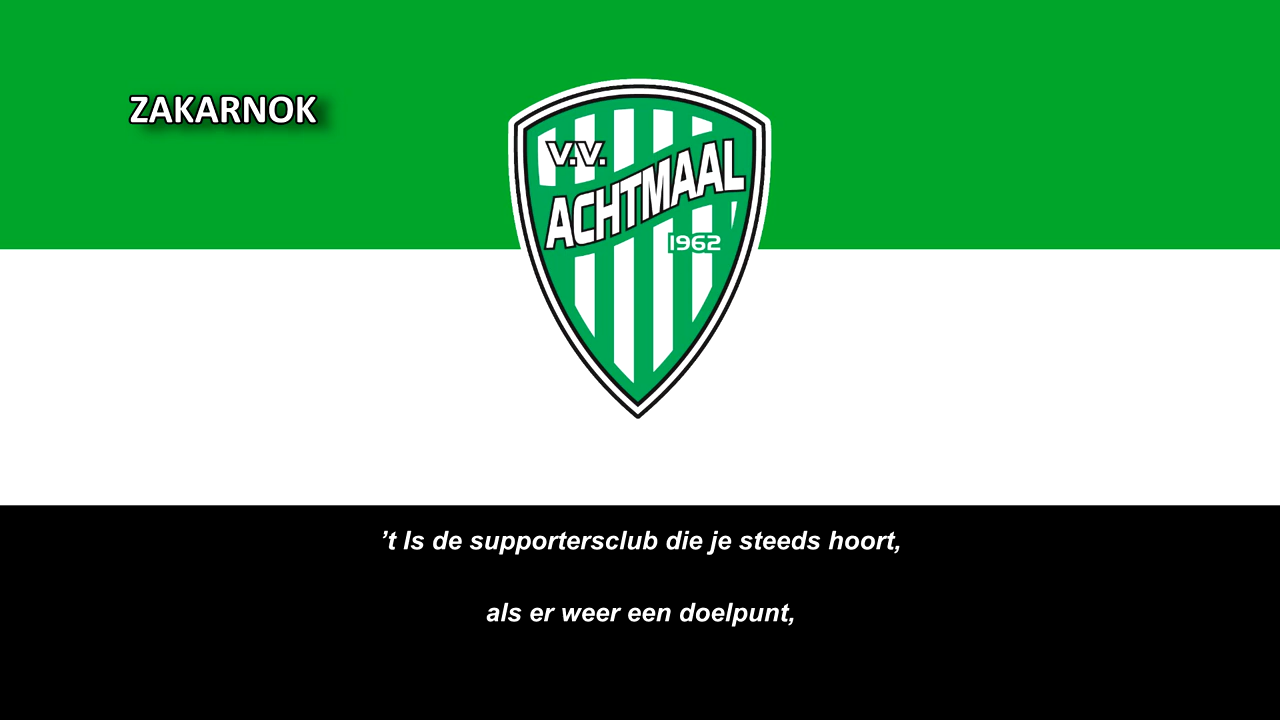 ZAKARNOK
V.V.
ACHTMAAL
1962
’t Is de supportersclub die je steeds hoort,
als er weer een doelpunt,